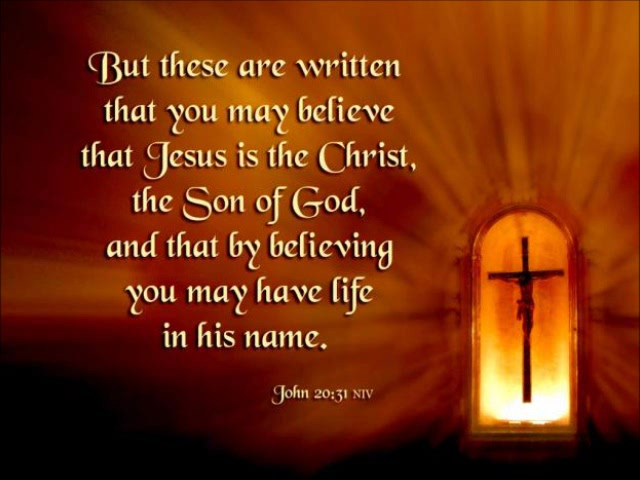 But these are written
that you may believe
that Jesus is the Christ,
the Son of God,
and that by believing
you may have life
in his name.
John 20:31 NIV